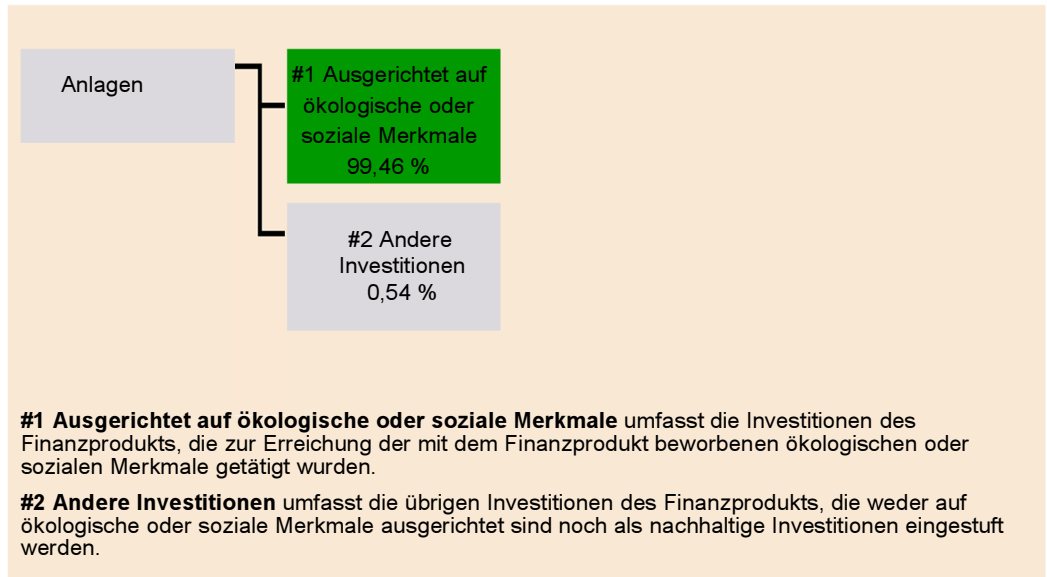 Anlagen
#1 Ausgerichtet auf
ökologische oder
soziale Merkmale
99,46 %
#2 Andere
Investitionen
0,54 %
#1 Ausgerichtet auf ökologische oder soziale Merkmale umfasst die Investitionen des
Finanzprodukts, die zur Erreichung der mit dem Finanzprodukt beworbenen ökologischen oder
sozialen Merkmale getätigt wurden.
#2 Andere Investitionen umfasst die übrigen Investitionen des Finanzprodukts, die weder auf
ökologische oder soziale Merkmale ausgerichtet sind noch als nachhaltige Investitionen eingestuft
werden.